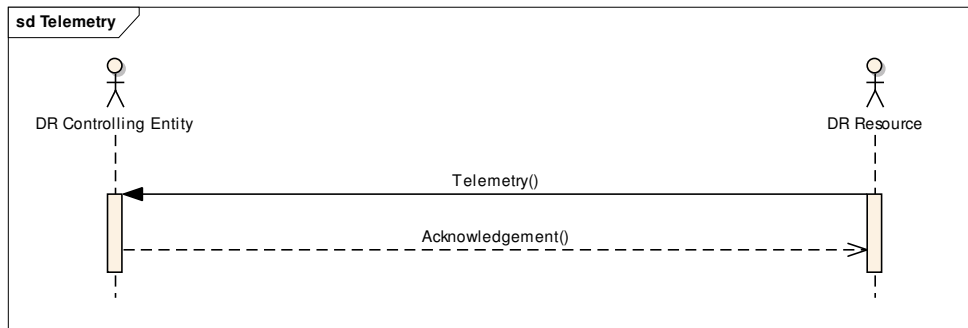 sd Telemetry
DR Controlling Entity
DR Resource
Telemetry()
Acknowledgement()